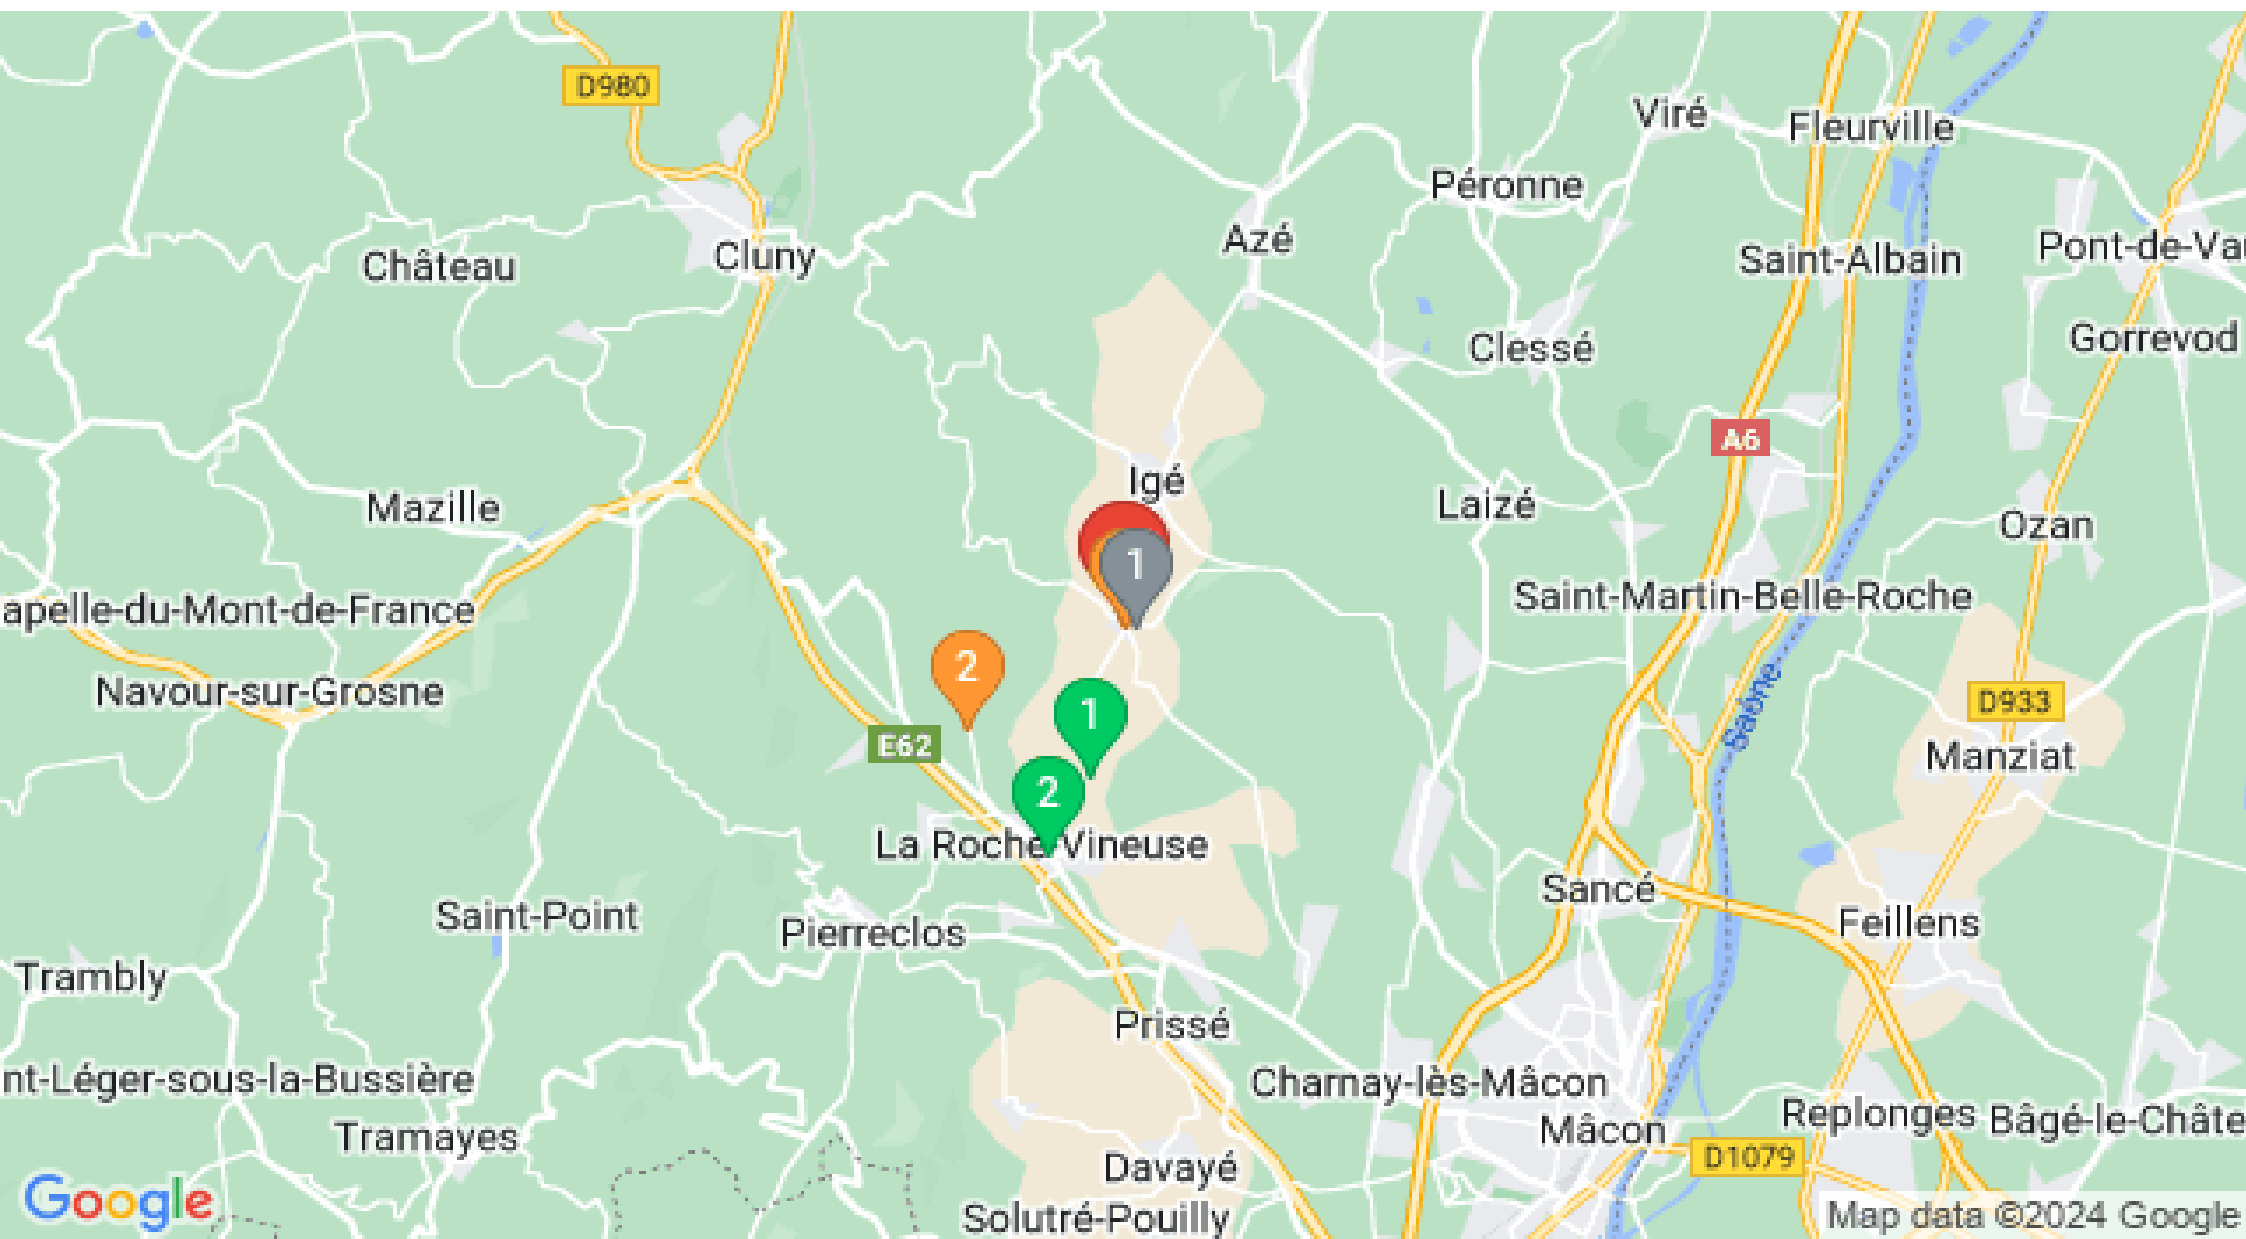 D980
Viré
Fleurville
Péronne
Azé
Cluny
Château
Saint-Albain
Pont-de-Vau
Gorrevod
Clessé
A6
Igé
Laizé
Mazille
Ozan
1
apelle-du-Mont-de-France
Saint-Martin-Belle-Roche
2
Navour-sur-Grosne
Saône
D933
1
E62
Manziat
2
La Roche-Vineuse
Sancé
Saint-Point
Feillens
Pierreclos
Trambly
Prissé
nt-Léger-sous-la-Bussière
Charnay-lès-Mâcon
Replonges
Bâgé-le-Châte
Tramayes
Mâcon
D1079
Davayé
Google
Solutré-Pouilly
Map data ©2024 Google